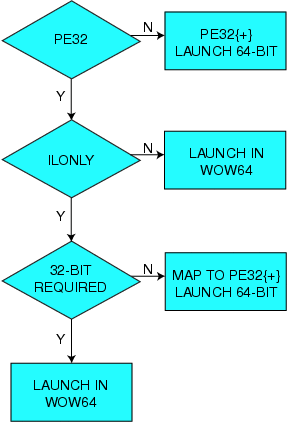 PE32
N
PE32{+}
LAUNCH 64-BIT
Y
ILONLY
N
LAUNCH IN
WOW64
Y
32-BIT
REQUIRED
N
MAP TO PE32{+}
LAUNCH 64-BIT
Y
LAUNCH IN
WOW64